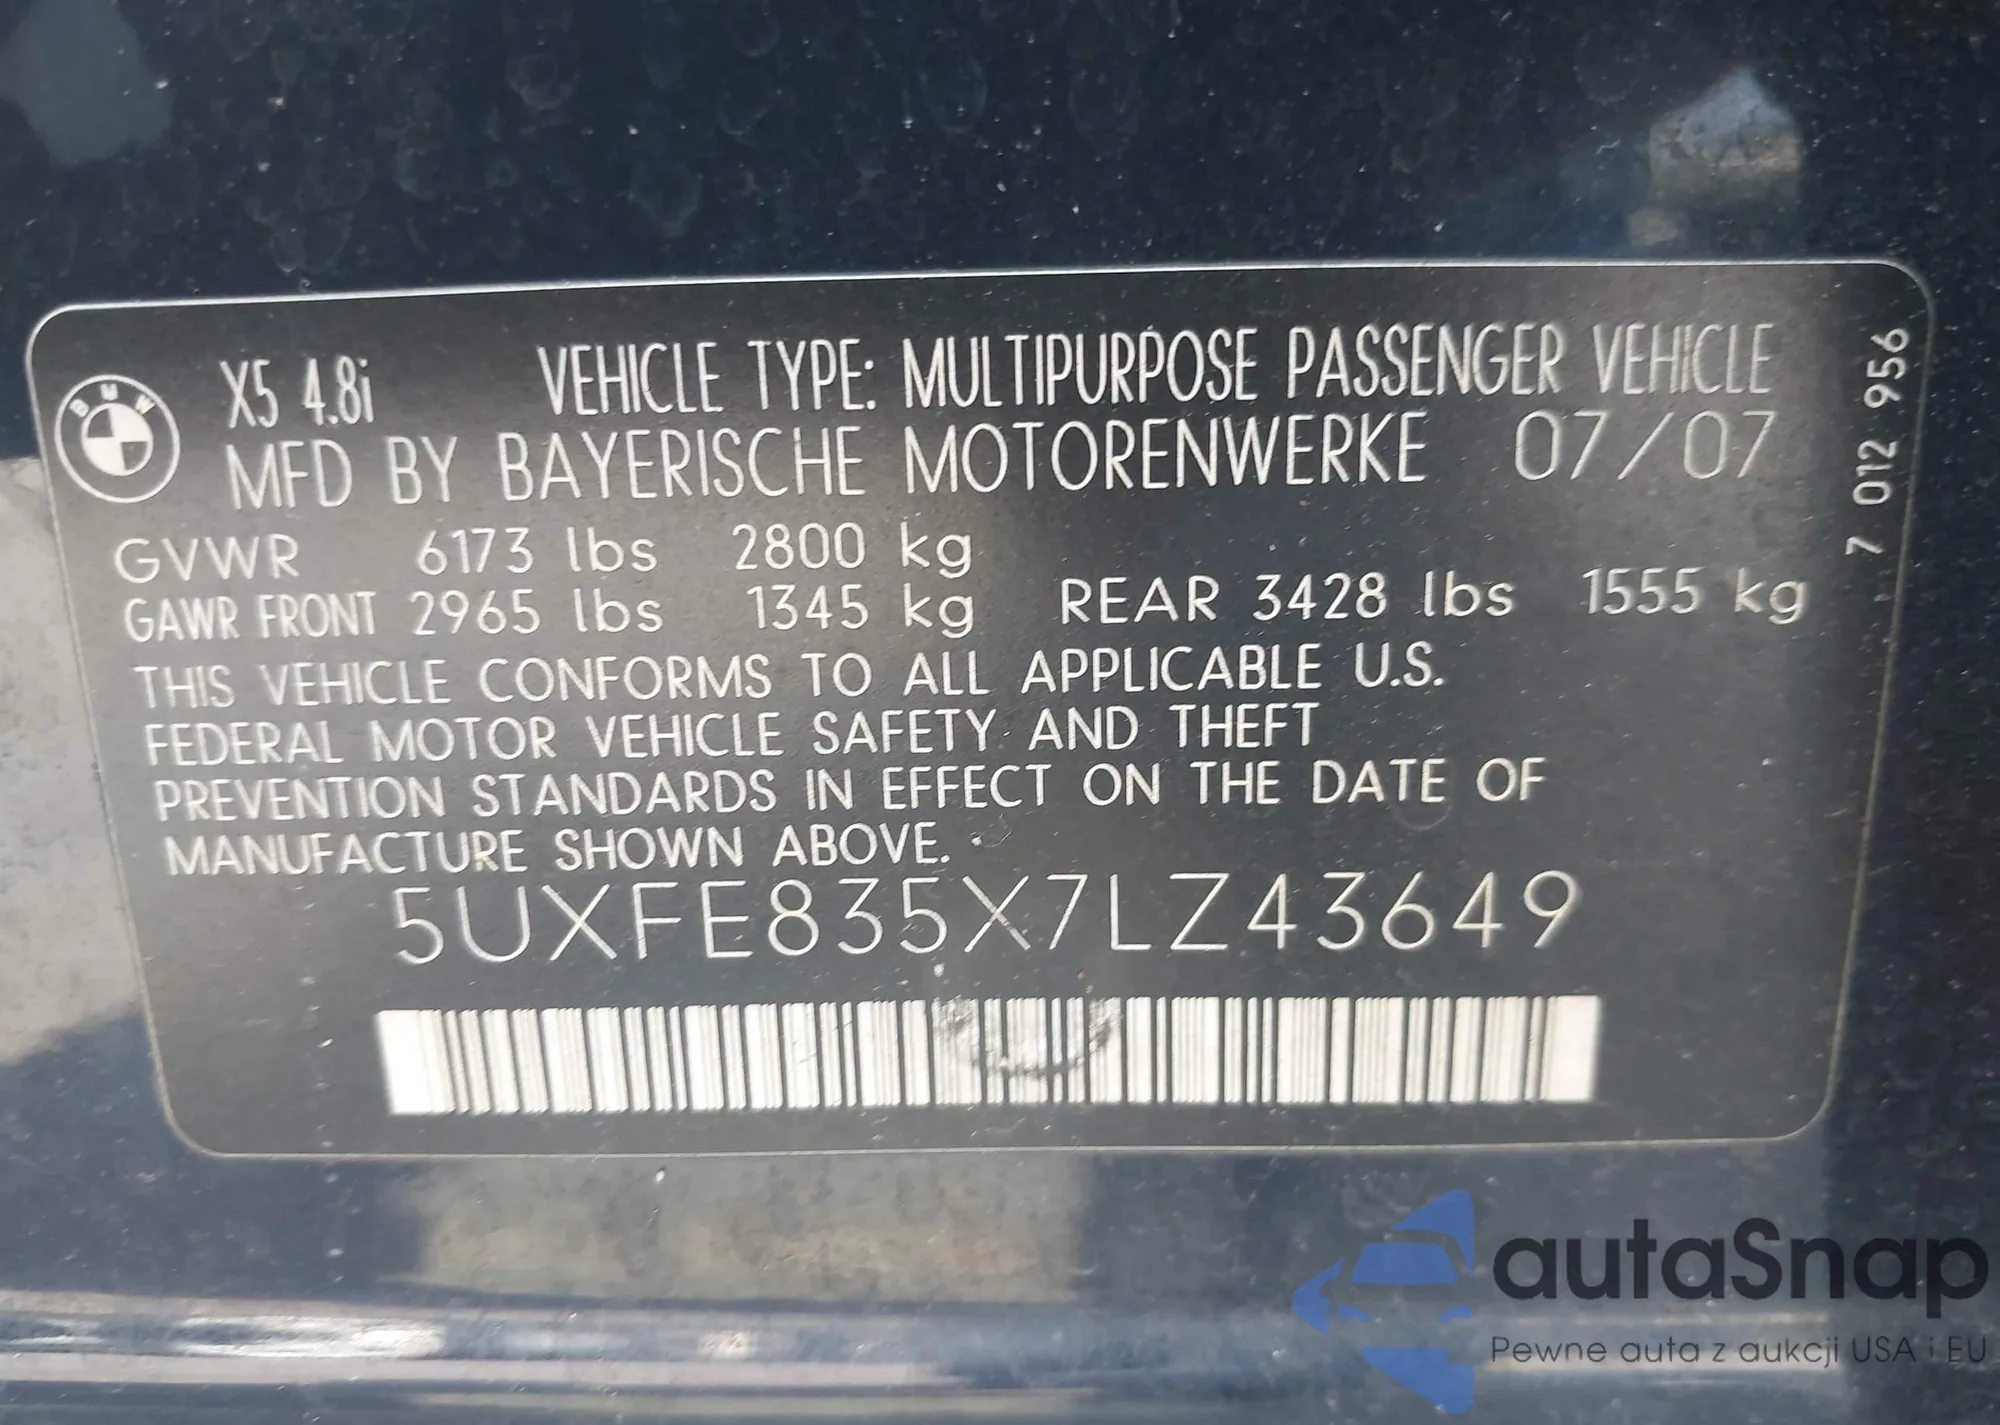 BMW
X5 4.8i VEHICLE TYPE: MULTIPURPOSE PASSENGER VEHICLE
MFD BY BAYERISCHE MOTORENWERKE 07/07
GVWR 6173 lbs 2800 kg
GAWR FRONT 2965 lbs 1345 kg REAR 3428 lbs 1555 kg
THIS VEHICLE CONFORMS TO ALL APPLICABLE U.S.
FEDERAL MOTOR VEHICLE SAFETY AND THEFT
PREVENTION STANDARDS IN EFFECT ON THE DATE OF
MANUFACTURE SHOWN ABOVE.
5UXFE835X7LZ43649
7 012 956
autaSnap
Pewne auta z aukcji USA i EU